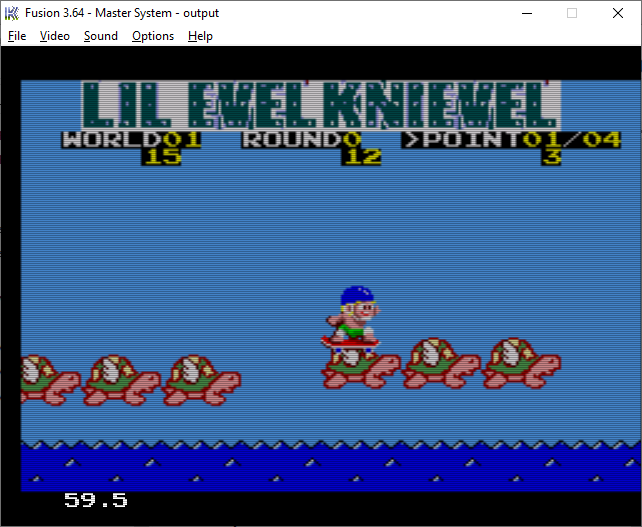 Fusion 3.64 - Master System - output
File Video Sound Options Help
LIL EVEL KNIEVEL
WORLD01 ROUND0 >POINT01/04
15 12 3
59.5